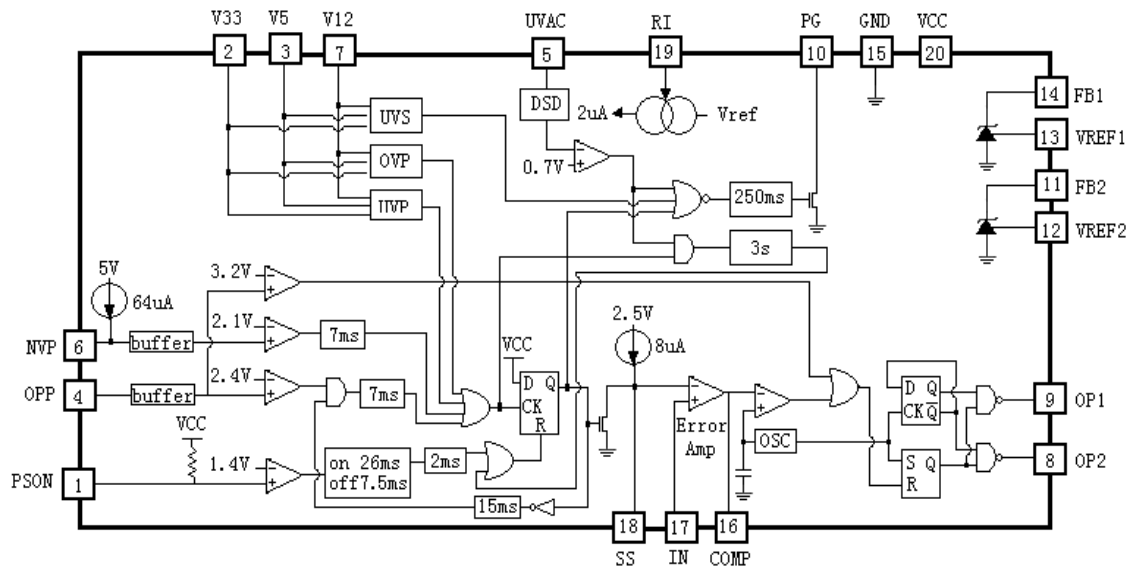 V33 V5 V12 UVAC RI PG GND VCC
2 3 7 5 19 10 15 20
14 FB1
DSD
2uA Vref
UVS
13 VREF1
OVP
0.7V
11 FB2
UVP
250ms
12 VREF2
3s
5V
3.2V
64uA
2.5V
NVP 6
buffer
2.1V
7ms
8uA
VCC
OPP 4
buffer
2.4V
7ms
D Q
CK
R
D Q
CK Q
9 OP1
VCC
Error
Amp
OSC
S Q
R
8 OP2
1.4V
on 26ms
off7.5ms
2ms
PSON 1
15ms
18 17 16
SS IN COMP
- + - + - + - + - + - + - +